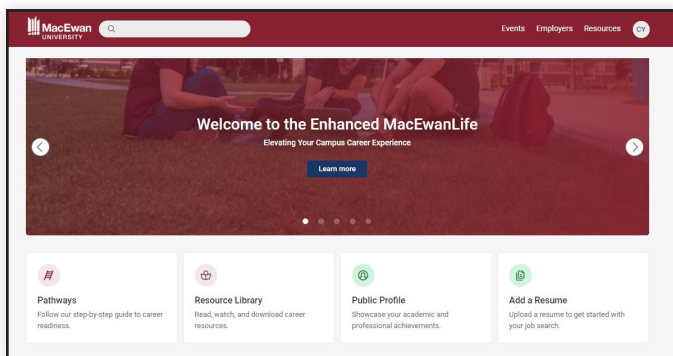 MacEwan
UNIVERSITY
Events Employers Resources CY
Welcome to the Enhanced MacEwanLife
Elevating Your Campus Career Experience
Learn more
Pathways
Follow our step-by-step guide to career
readiness.
Resource Library
Read, watch, and download career
resources.
Public Profile
Showcase your academic and
professional achievements.
Add a Resume
Upload a resume to get started with
your job search.